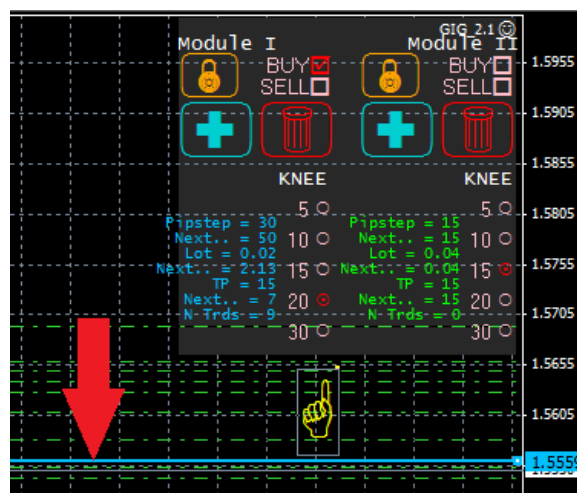 GIG_2.1
Module I
Module II
BUY
SELL
BUY
SELL
KNEE
5
10
15
20
30
Pipstep = 30
Next.. = 50
Lot = 0.02
Next.. = 2.13
TP = 15
Next.. = 7
N Trds = 9
KNEE
5
10
15
20
30
Pipstep = 15
Next.. = 15
Lot = 0.04
Next.. = 0.04
TP = 15
Next.. = 15
N Trds = 0
1.5955
1.5905
1.5855
1.5805
1.5755
1.5705
1.5655
1.5605
1.5559